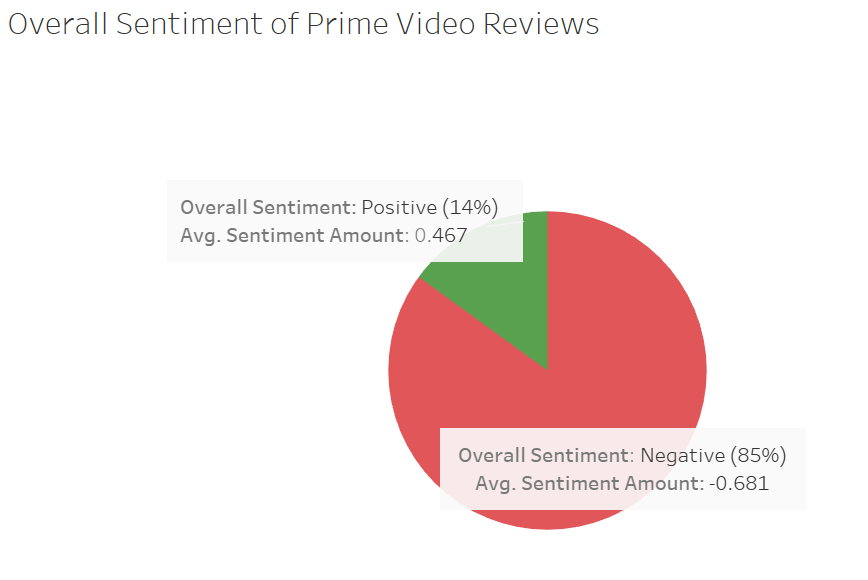 Overall Sentiment of Prime Video Reviews
Overall Sentiment: Positive (14%)
Avg. Sentiment Amount: 0.467
Overall Sentiment: Negative (85%)
Avg. Sentiment Amount: -0.681